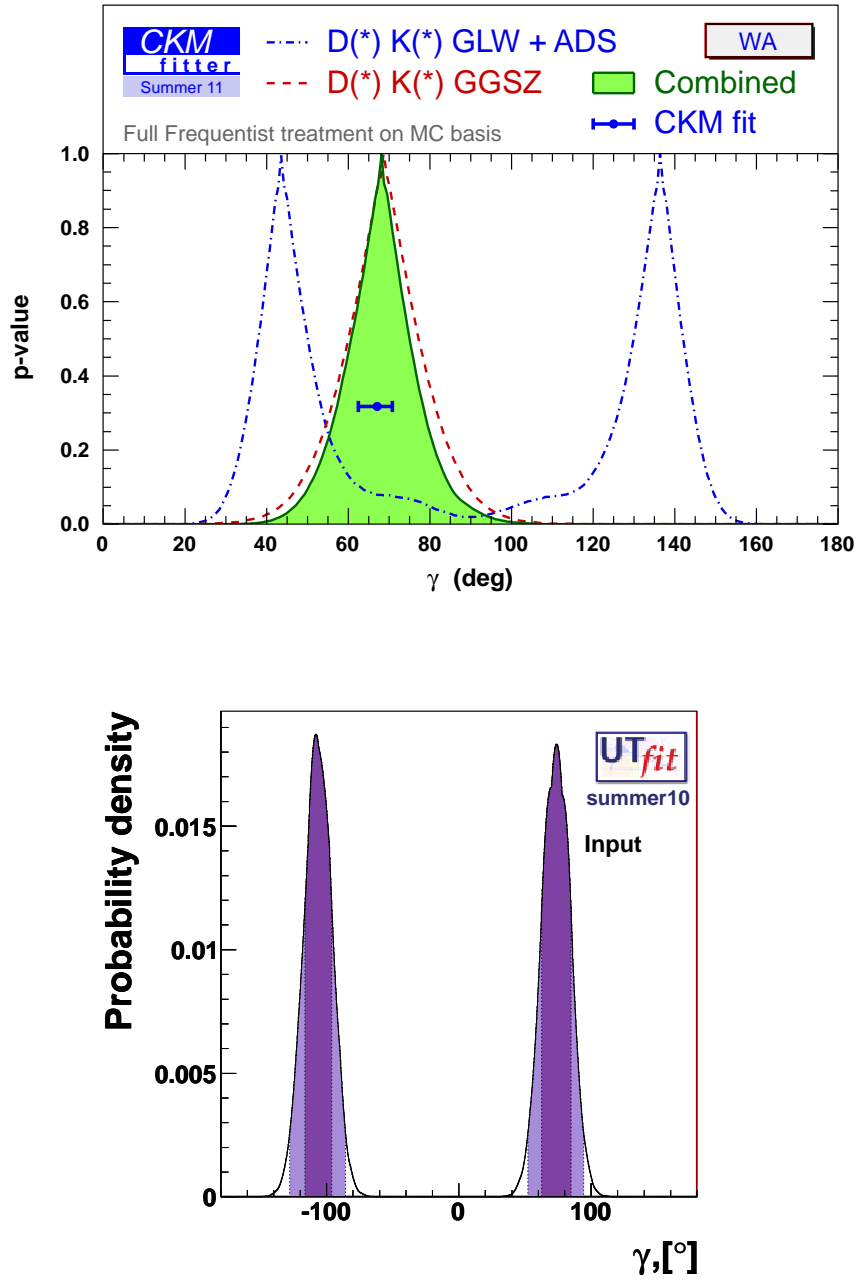 CKM
fitter
Summer 11
D(*) K(*) GLW + ADS
D(*) K(*) GGSZ
WA
Combined
CKM fit
Full Frequentist treatment on MC basis
p-value
1.0
0.8
0.6
0.4
0.2
0.0
0 20 40 60 80 100 120 140 160 180
γ (deg)
UTfit
summer10
Input
Probability density
0.015
0.01
0.005
0
-100 0 100
γ,[°]